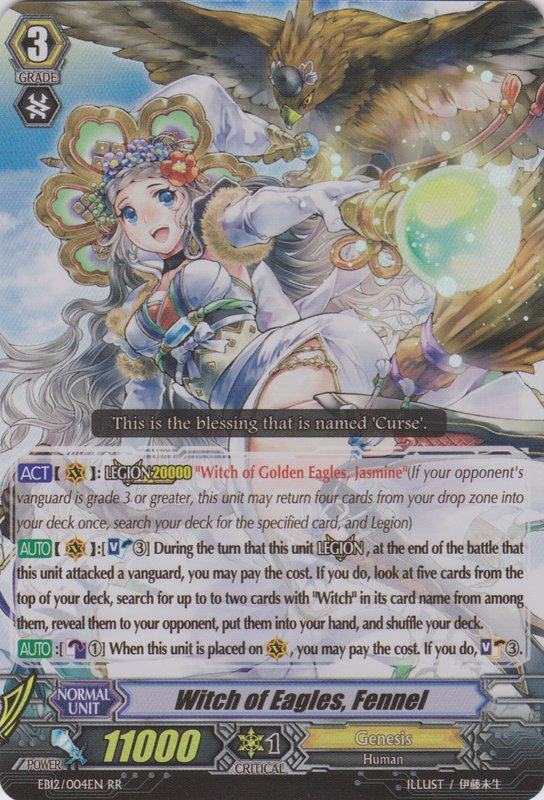 3
GRADE
This is the blessing that is named 'Curse'.
ACT【 】: LEGION 20000 "Witch of Golden Eagles, Jasmine"(If your opponent's
vanguard is grade 3 or greater, this unit may return four cards from your drop zone into
your deck once, search your deck for the specified card, and Legion)
AUTO【 】:[V ③] During the turn that this unit LEGION, at the end of the battle that
this unit attacked a vanguard, you may pay the cost. If you do, look at five cards from the
top of your deck, search for up to to two cards with "Witch" in its card name from among
them, reveal them to your opponent, put them into your hand, and shuffle your deck.
AUTO :[ ①] When this unit is placed on , you may pay the cost. If you do, V ③.
NORMAL
UNIT
Witch of Eagles, Fennel
POWER
11000
1
CRITICAL
Genesis
Human
EB12/004EN RR
ILLUST / 伊藤未生